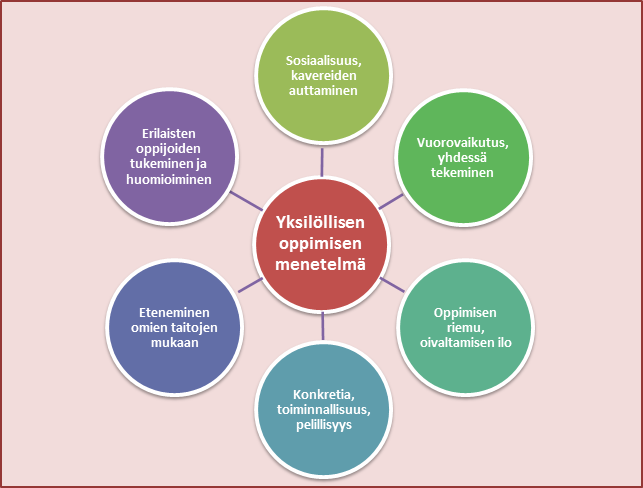 Sosiaalisuus,
kavereiden
auttaminen
Erilaisten
oppijoiden
tukeminen ja
huomioiminen
Vuorovaikutus,
yhdessä
tekeminen
Yksilöllisen
oppimisen
menetelmä
Eteneminen
omien taitojen
mukaan
Oppimisen
riemu,
oivaltamisen ilo
Konkretia,
toiminnallisuus,
pelillisyys